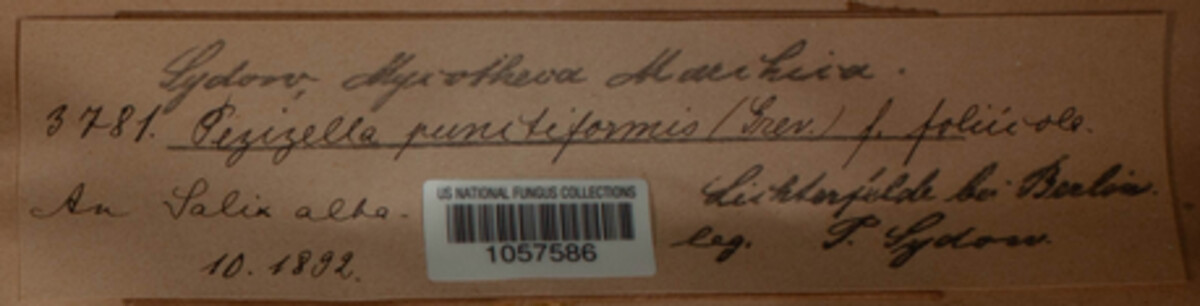 Sydow, Mycotheca Marchica.
3781. Pezizella punctiformis (Grev.) f. foliicola.
An Salix alba.
10. 1892.
US NATIONAL FUNGUS COLLECTIONS
1057586
Lichterfelde bei Berlin.
leg. P. Sydow.